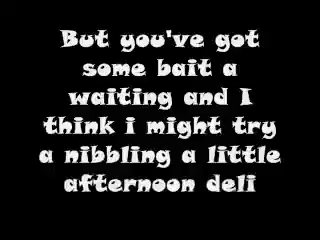 But you've got
some bait a
waiting and I
think i might try
a nibbling a little
afternoon deli